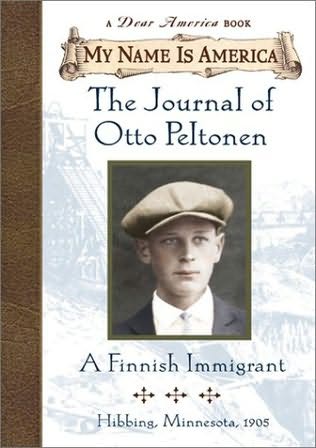 A Dear America BOOK
MY NAME IS AMERICA
The Journal of
Otto Peltonen
A Finnish Immigrant
Hibbing, Minnesota, 1905